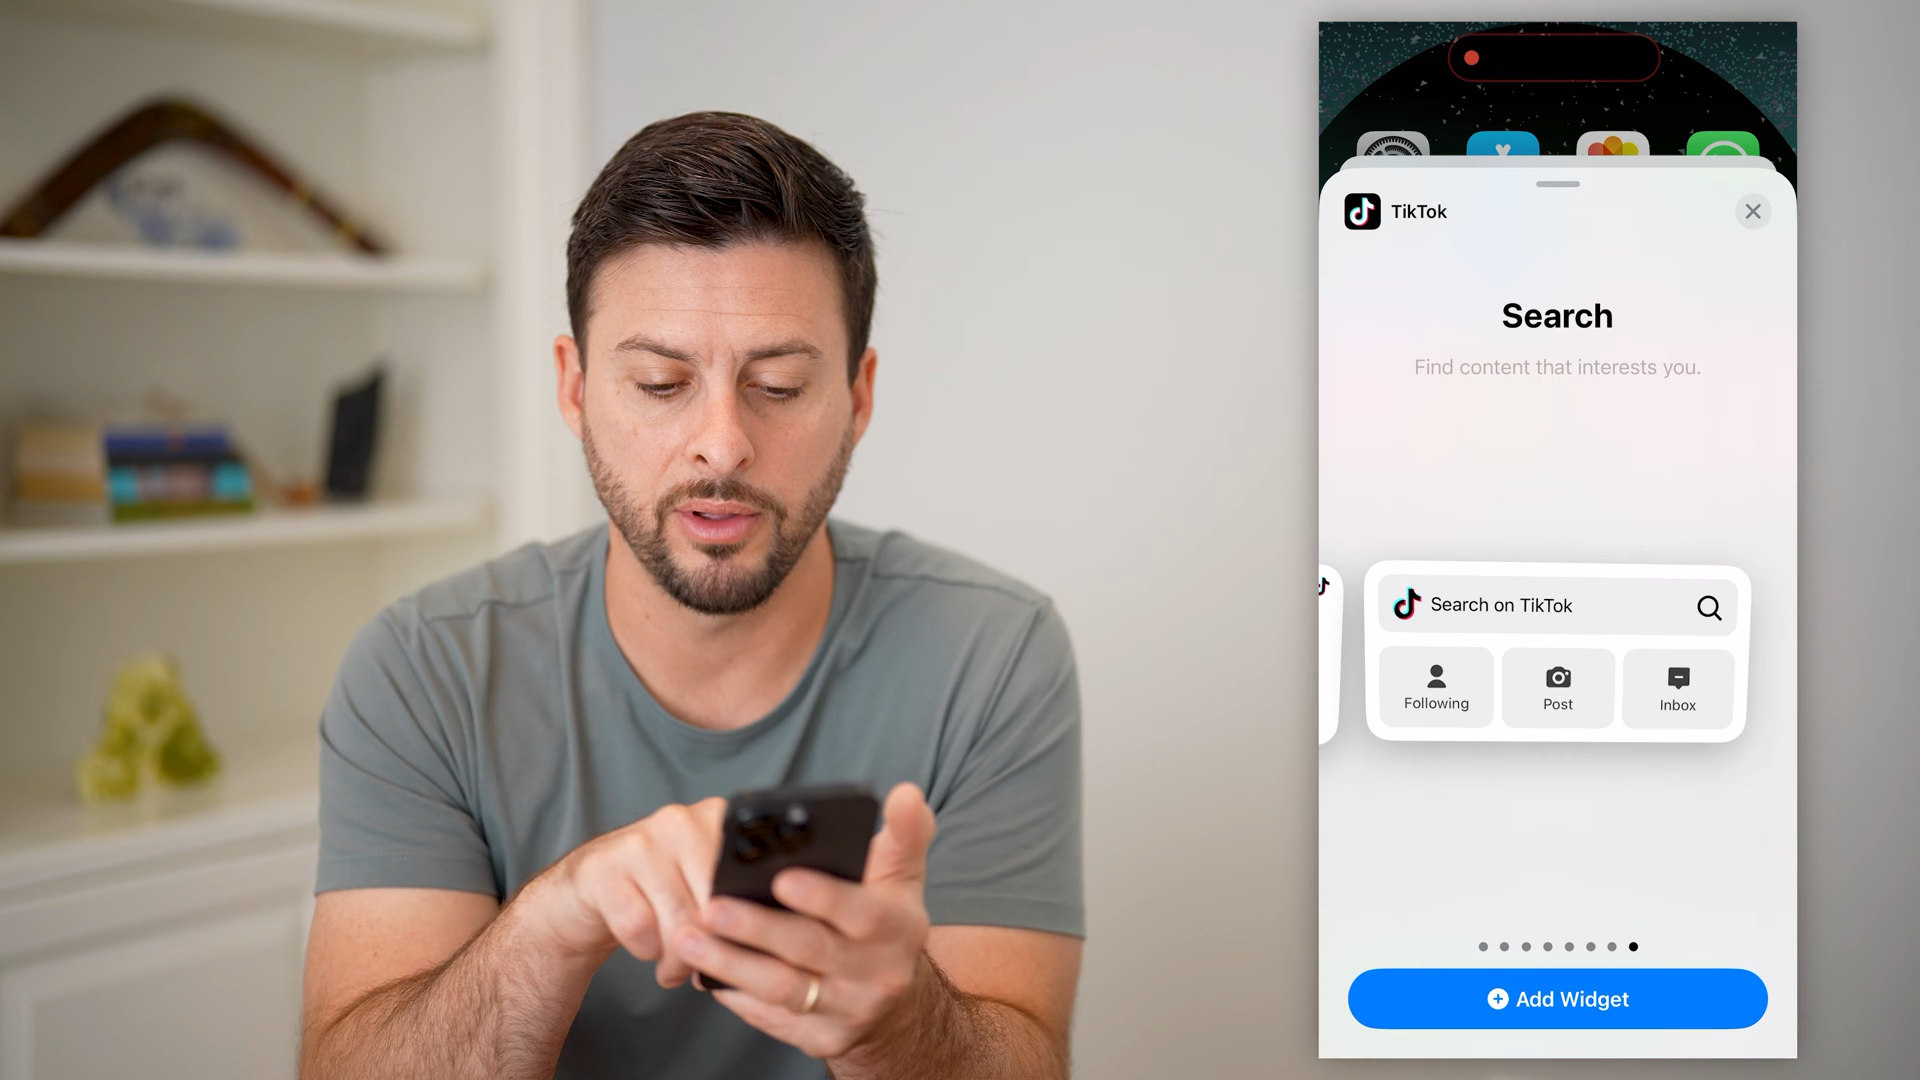 TikTok
Search
Find content that interests you.
Search on TikTok
Following
Post
Inbox
Add Widget